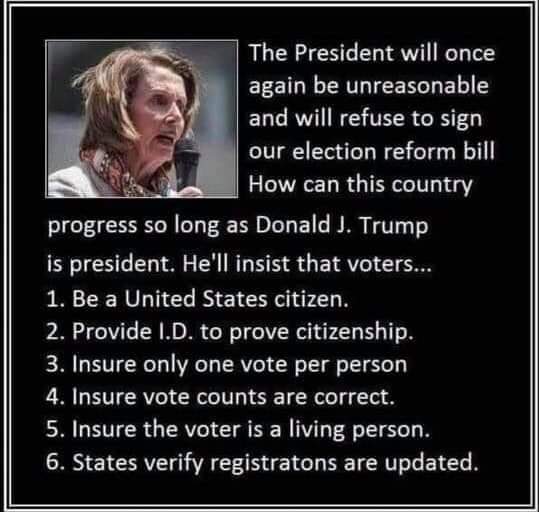 The President will once
again be unreasonable
and will refuse to sign
our election reform bill
How can this country
progress so long as Donald J. Trump
is president. He'll insist that voters...
1. Be a United States citizen.
2. Provide I.D. to prove citizenship.
3. Insure only one vote per person
4. Insure vote counts are correct.
5. Insure the voter is a living person.
6. States verify registratons are updated.